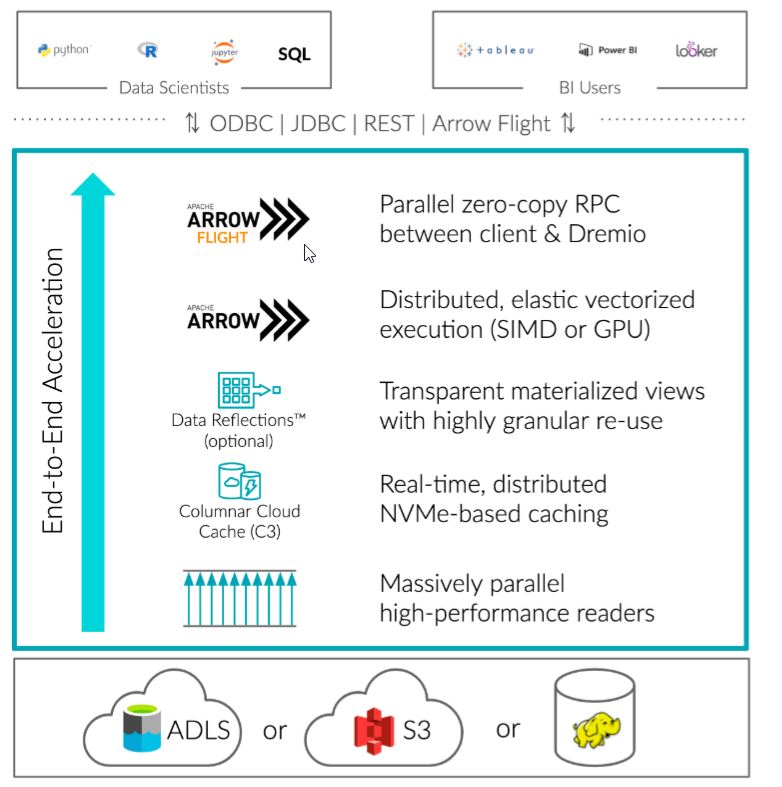 python
R
jupyter
SQL
Data Scientists
+ a b l e a u
Power BI
looker
BI Users
⇅ ODBC | JDBC | REST | Arrow Flight ⇅
End-to-End Acceleration
APACHE
ARROW
FLIGHT
Parallel zero-copy RPC
between client & Dremio
APACHE
ARROW
Distributed, elastic vectorized
execution (SIMD or GPU)
Data Reflections™
(optional)
Transparent materialized views
with highly granular re-use
Columnar Cloud
Cache (C3)
Real-time, distributed
NVMe-based caching
Massively parallel
high-performance readers
ADLS or S3 or